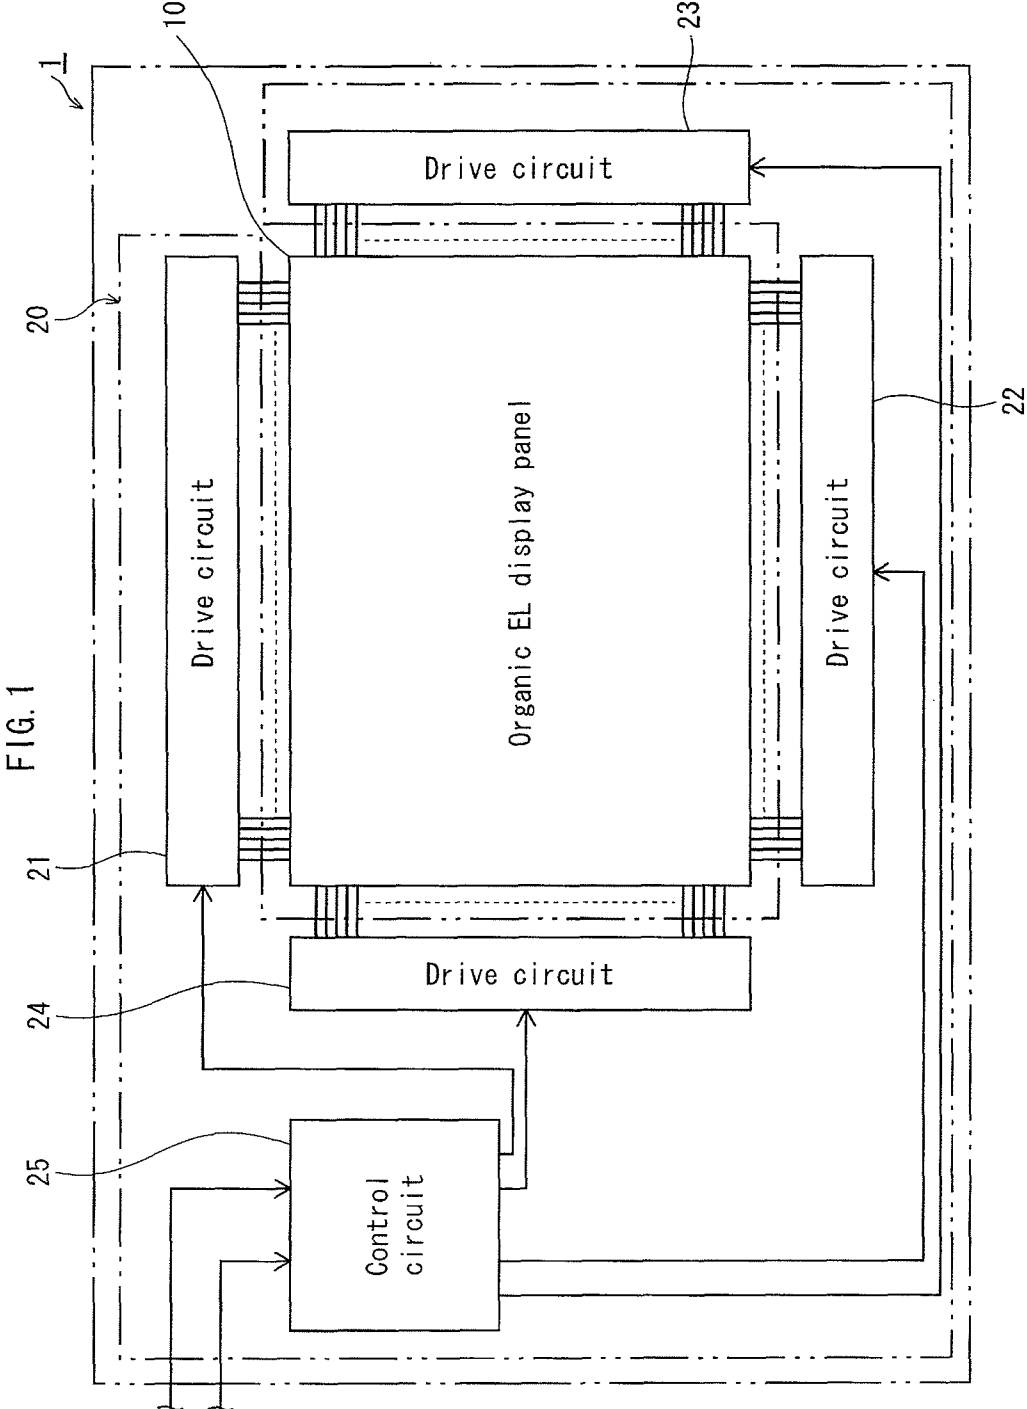 FIG. 1
1
10
20
21
22
23
24
25
Drive circuit
Drive circuit
Organic EL display panel
Drive circuit
Drive circuit
Control
circuit